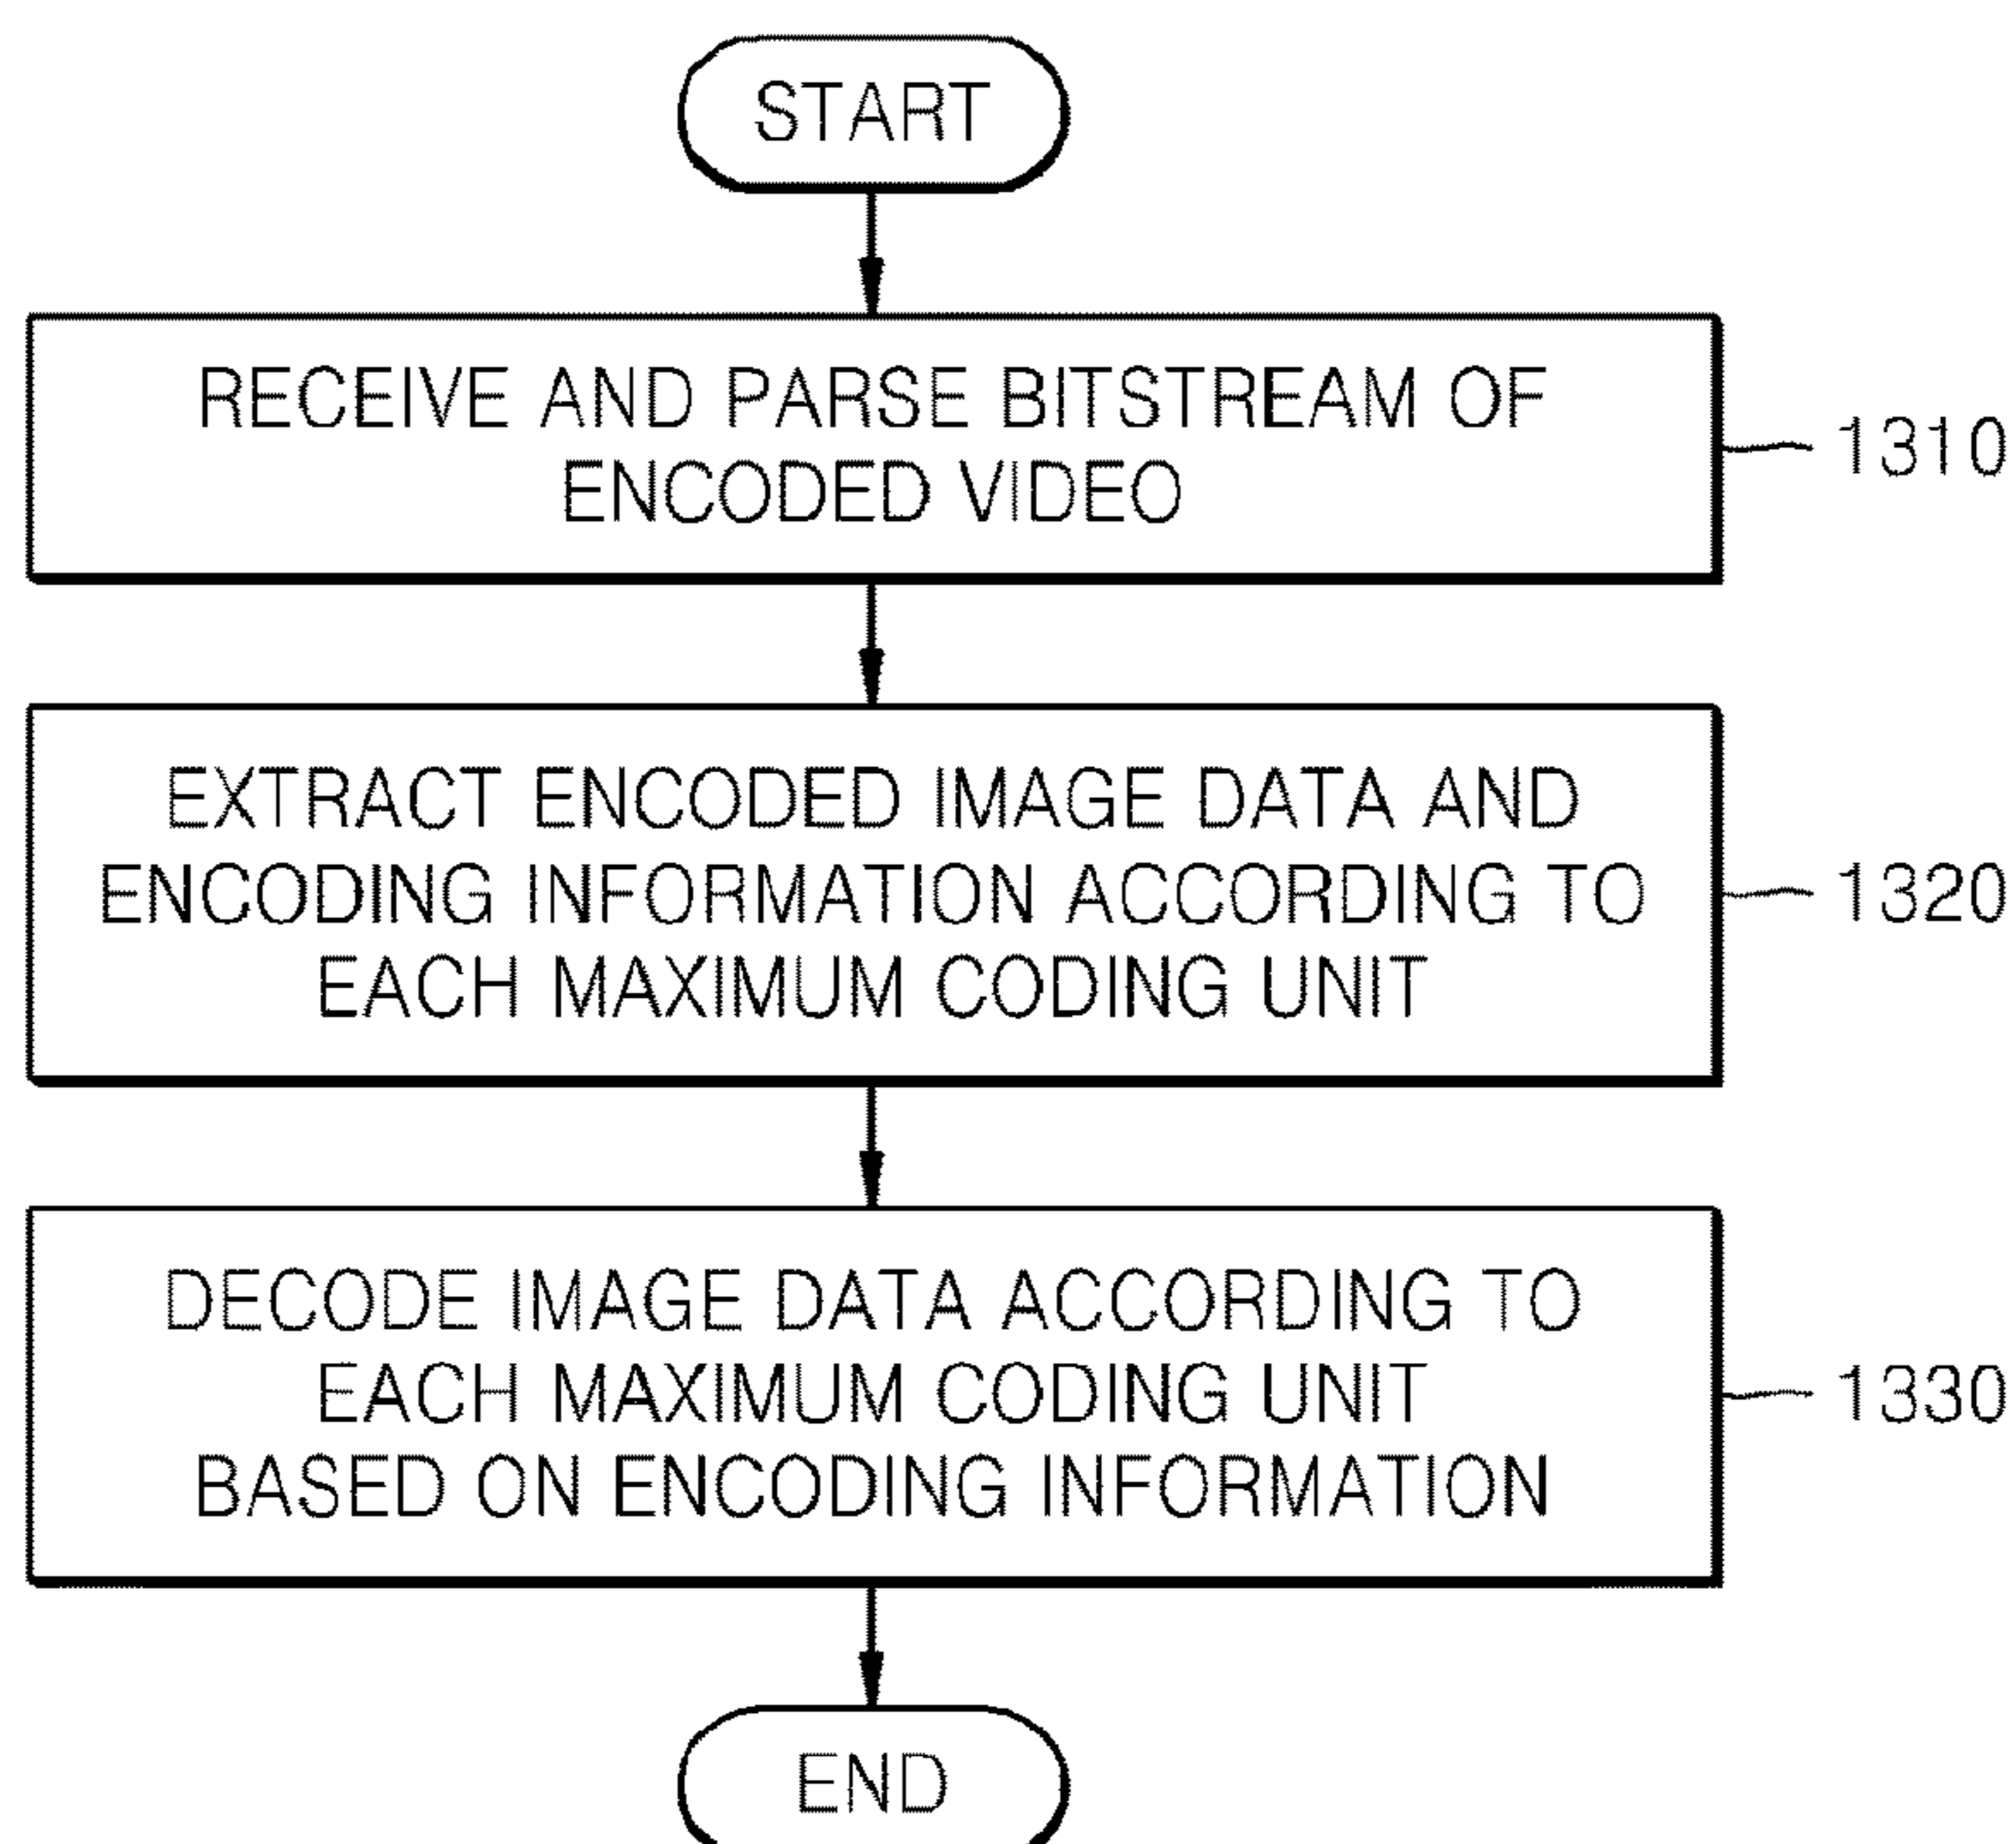 START
RECEIVE AND PARSE BITSTREAM OF
ENCODED VIDEO
1310
EXTRACT ENCODED IMAGE DATA AND
ENCODING INFORMATION ACCORDING TO
EACH MAXIMUM CODING UNIT
1320
DECODE IMAGE DATA ACCORDING TO
EACH MAXIMUM CODING UNIT
BASED ON ENCODING INFORMATION
1330
END